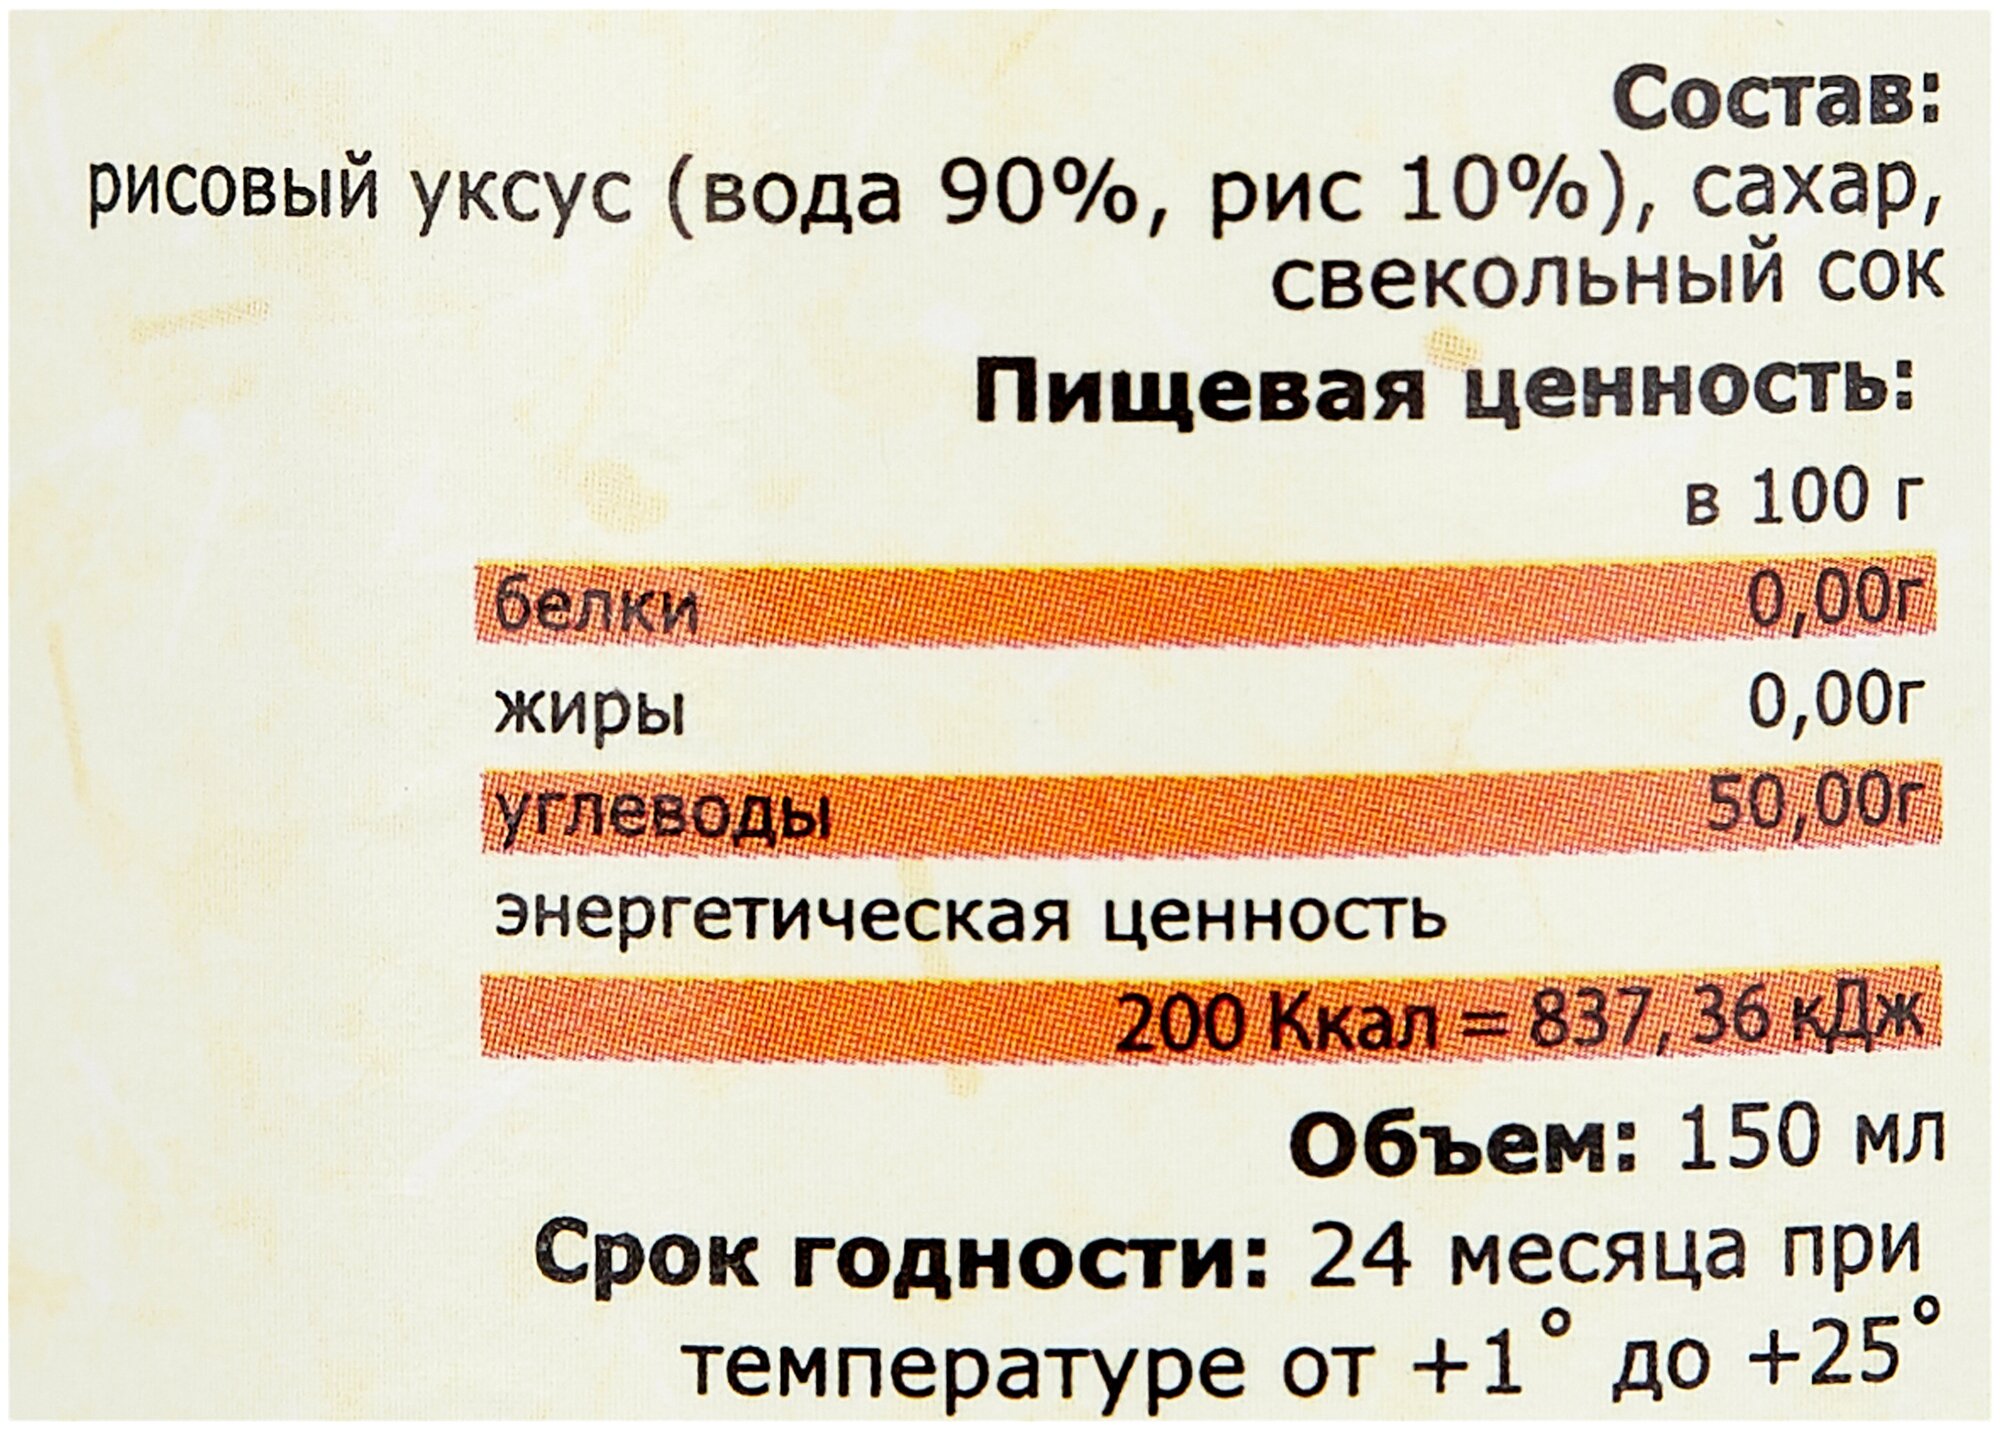 Состав:
рисовый уксус (вода 90%, рис 10%), сахар,
свекольный сок
Пищевая ценность:
в 100 г
белки 0,00г
жиры 0,00г
углеводы 50,00г
энергетическая ценность
200 Ккал = 837, 36 кДж
Объем: 150 мл
Срок годности: 24 месяца при
температуре от +1° до +25°